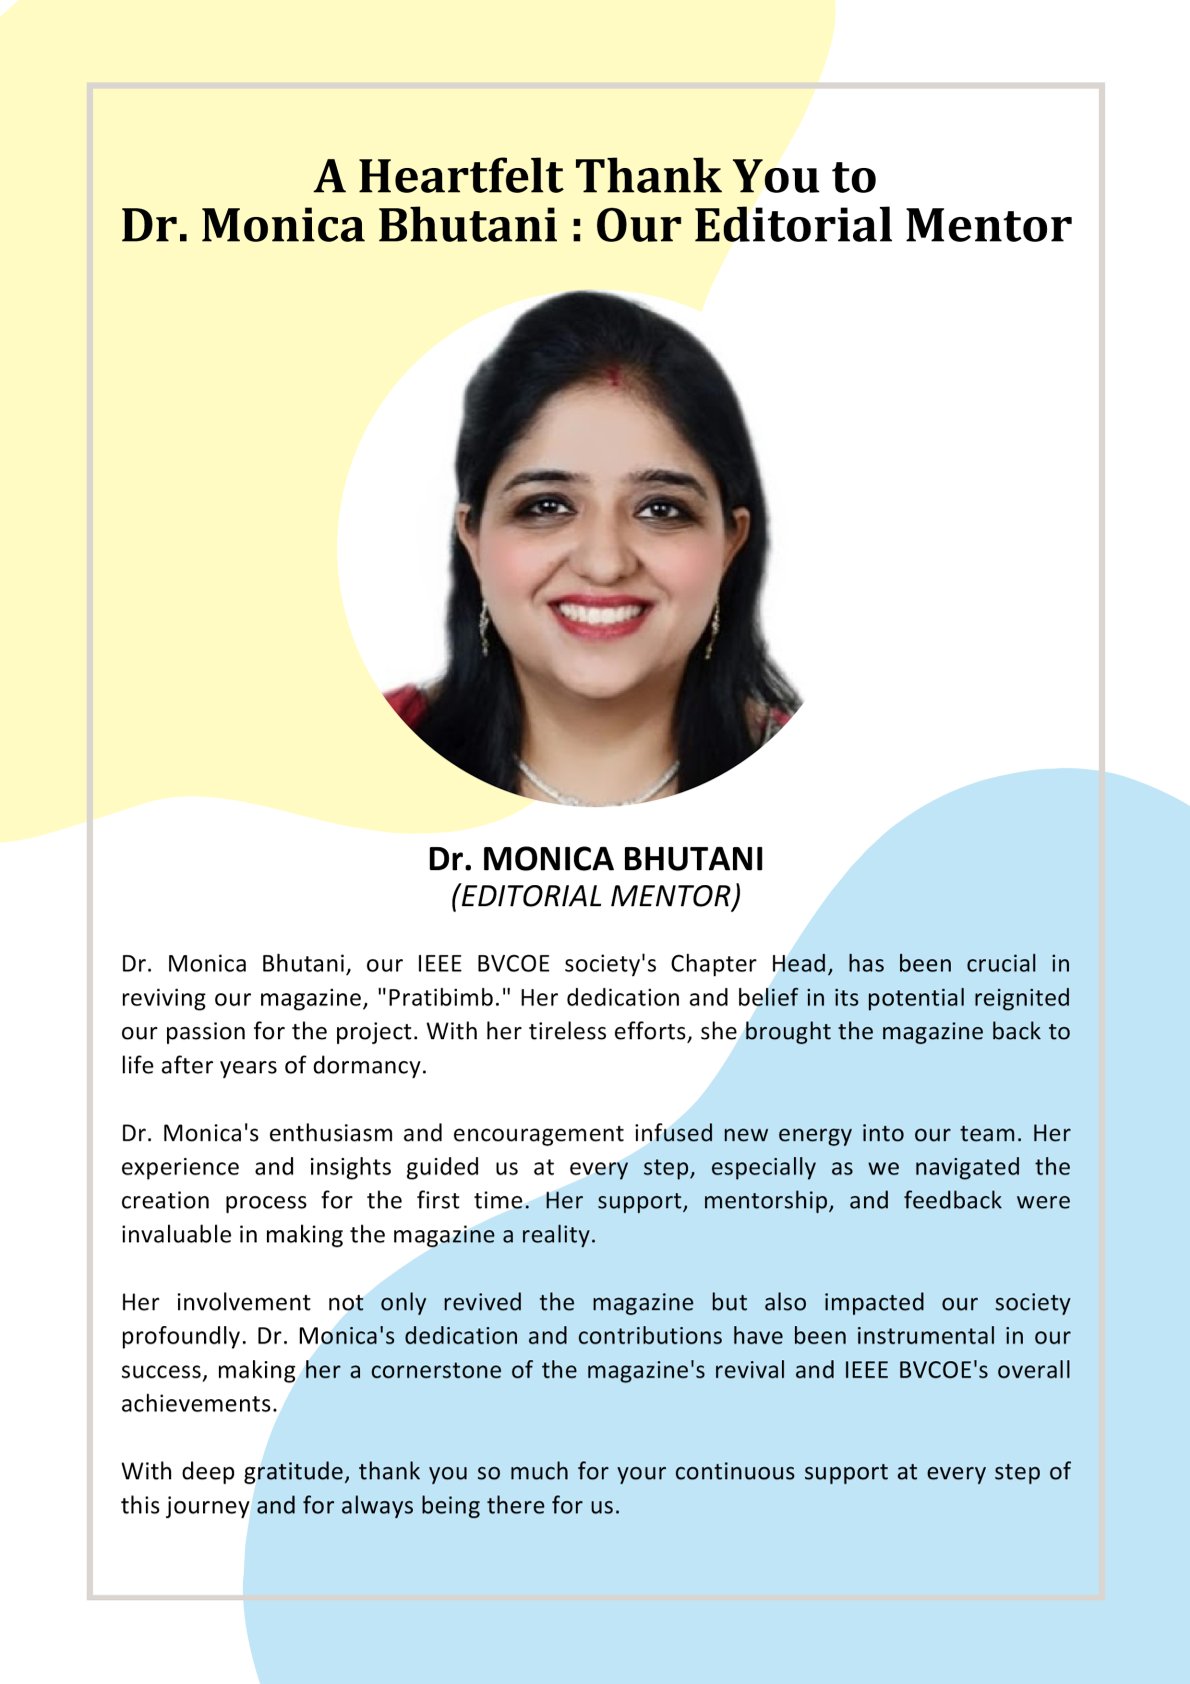 A Heartfelt Thank You to
Dr. Monica Bhutani : Our Editorial Mentor
Dr. MONICA BHUTANI
(EDITORIAL MENTOR)
Dr. Monica Bhutani, our IEEE BVCOE society's Chapter Head, has been crucial in
reviving our magazine, "Pratibimb." Her dedication and belief in its potential reignited
our passion for the project. With her tireless efforts, she brought the magazine back to
life after years of dormancy.
Dr. Monica's enthusiasm and encouragement infused new energy into our team. Her
experience and insights guided us at every step, especially as we navigated the
creation process for the first time. Her support, mentorship, and feedback were
invaluable in making the magazine a reality.
Her involvement not only revived the magazine but also impacted our society
profoundly. Dr. Monica's dedication and contributions have been instrumental in our
success, making her a cornerstone of the magazine's revival and IEEE BVCOE's overall
achievements.
With deep gratitude, thank you so much for your continuous support at every step of
this journey and for always being there for us.